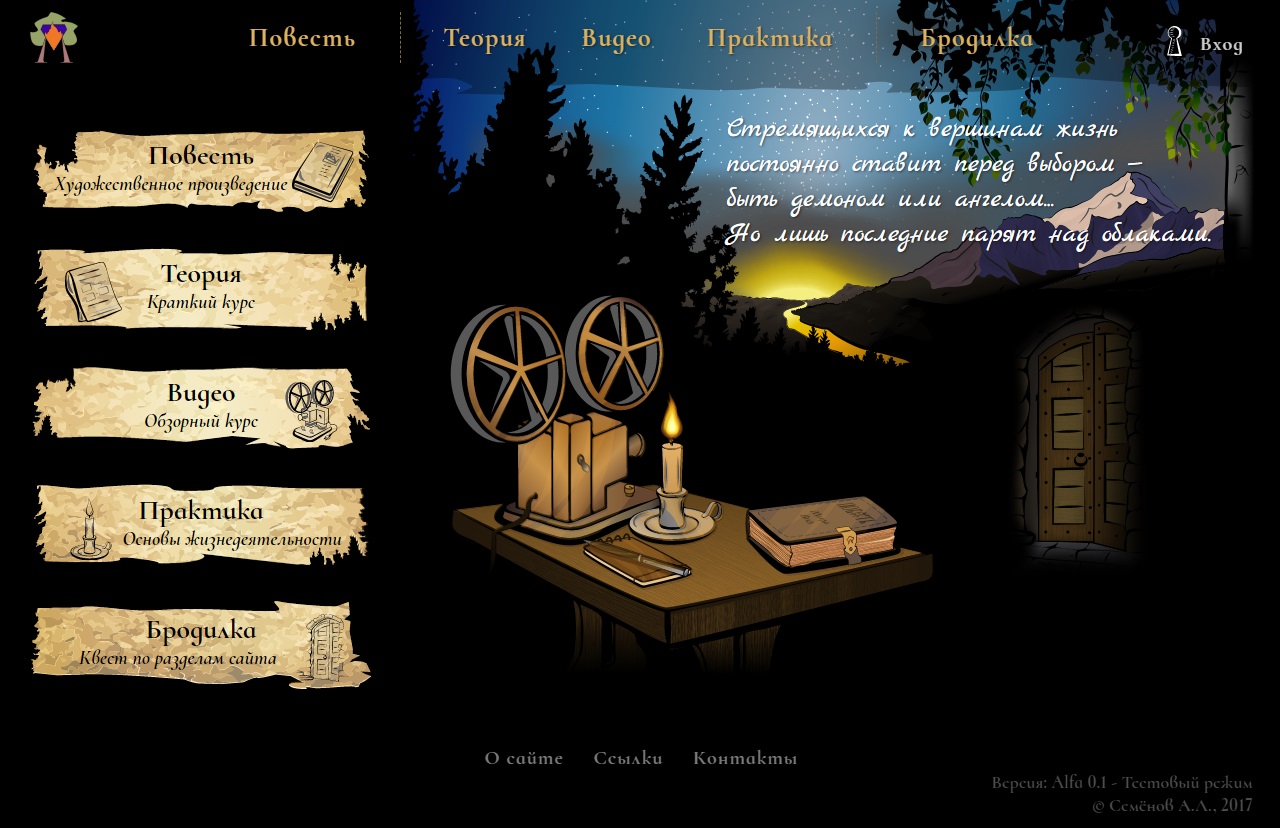 Повесть
Теория
Видео
Практика
Бродилка
Вход
Стремящихся к вершинам жизнь
постоянно ставит перед выбором –
быть демоном или ангелом...
Но лишь последние парят над облаками.
Повесть
Художественное произведение
Теория
Краткий курс
Видео
Обзорный курс
Практика
Основы жизнедеятельности
Бродилка
Квест по разделам сайта
О сайте
Ссылки
Контакты
Версия: Alfa 0.1 - Тестовый режим
© Семёнов А.Л., 2017